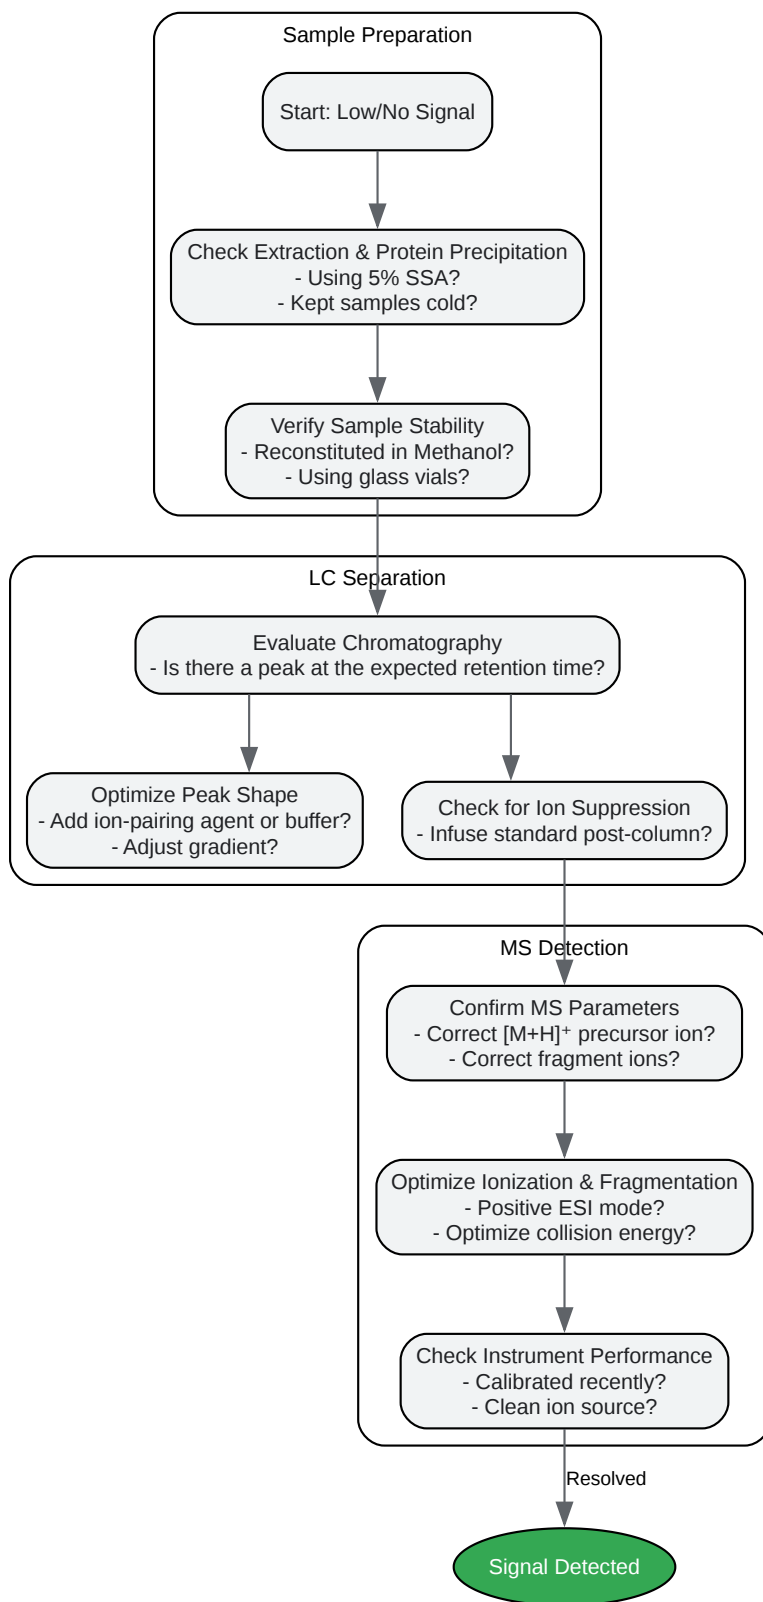 Sample Preparation
Start: Low/No Signal
Check Extraction & Protein Precipitation
- Using 5% SSA?
- Kept samples cold?
Verify Sample Stability
- Reconstituted in Methanol?
- Using glass vials?
LC Separation
Evaluate Chromatography
- Is there a peak at the expected retention time?
Optimize Peak Shape
- Add ion-pairing agent or buffer?
- Adjust gradient?
Check for Ion Suppression
- Infuse standard post-column?
MS Detection
Confirm MS Parameters
- Correct [M+H]⁺ precursor ion?
- Correct fragment ions?
Optimize Ionization & Fragmentation
- Positive ESI mode?
- Optimize collision energy?
Check Instrument Performance
- Calibrated recently?
- Clean ion source?
Resolved
Signal Detected